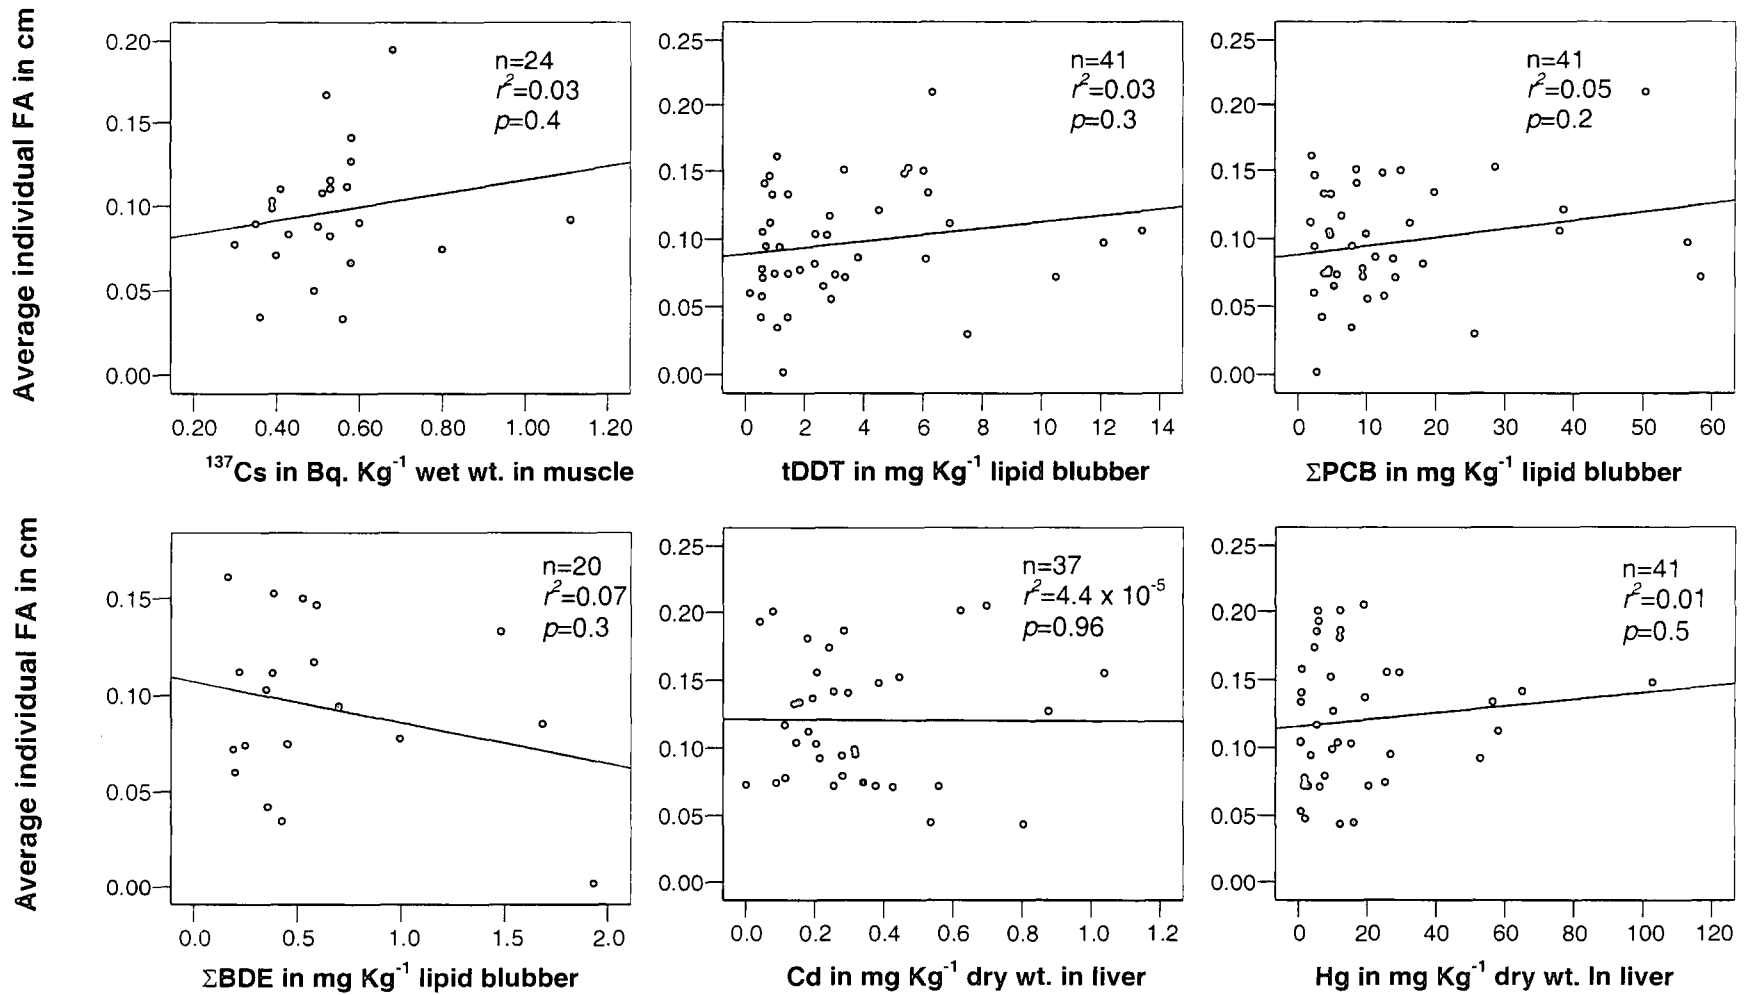 Average individual FA in cm
0.20
0.15
0.10
0.05
0.00
n=24
r²=0.03
p=0.4
0.20 0.40 0.60 0.80 1.00 1.20
¹³⁷Cs in Bq. Kg⁻¹ wet wt. in muscle
0.25
0.20
0.15
0.10
0.05
0.00
n=41
r²=0.03
p=0.3
0 2 4 6 8 10 12 14
tDDT in mg Kg⁻¹ lipid blubber
0.25
0.20
0.15
0.10
0.05
0.00
n=41
r²=0.05
p=0.2
0 10 20 30 40 50 60
ΣPCB in mg Kg⁻¹ lipid blubber
Average individual FA in cm
0.15
0.10
0.05
0.00
n=20
r²=0.07
p=0.3
0.0 0.5 1.0 1.5 2.0
ΣBDE in mg Kg⁻¹ lipid blubber
0.25
0.20
0.15
0.10
0.05
0.00
n=37
r²=4.4 x 10⁻⁵
p=0.96
0.0 0.2 0.4 0.6 0.8 1.0 1.2
Cd in mg Kg⁻¹ dry wt. in liver
0.25
0.20
0.15
0.10
0.05
0.00
n=41
r²=0.01
p=0.5
0 20 40 60 80 100 120
Hg in mg Kg⁻¹ dry wt. In liver